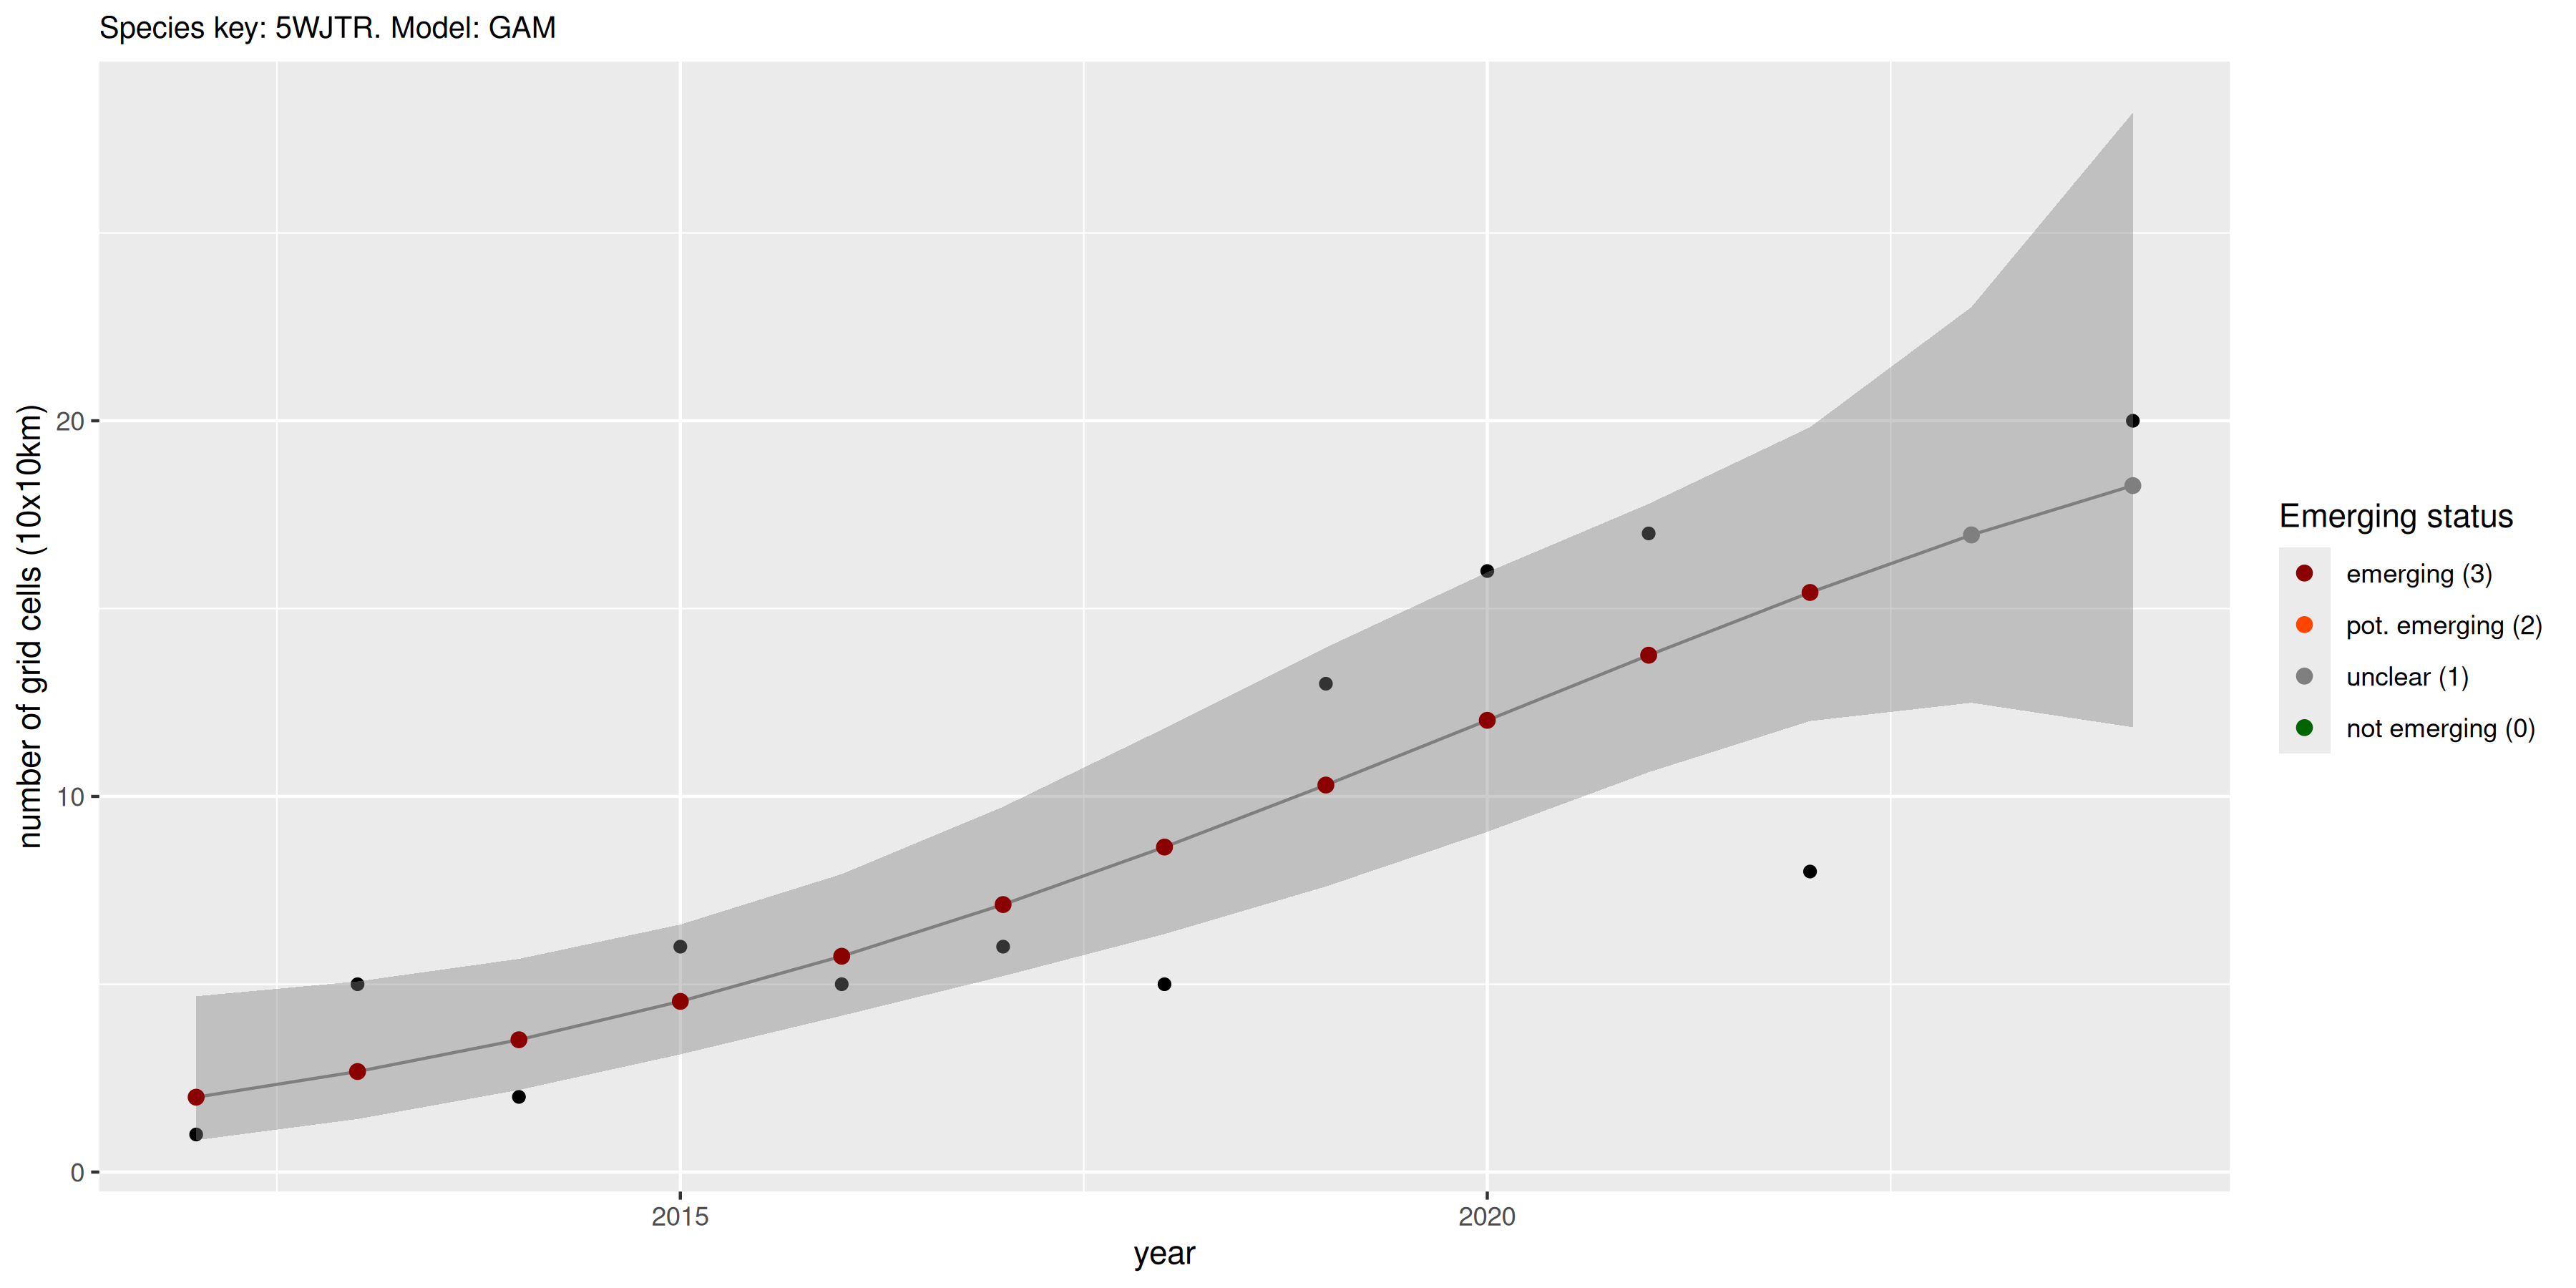 Species key: 5WJTR. Model: GAM
number of grid cells (10x10km)
20
10
0
2015
2020
year
Emerging status
emerging (3)
pot. emerging (2)
unclear (1)
not emerging (0)